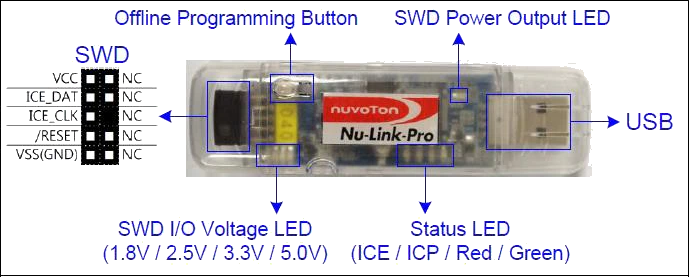 Offline Programming Button
SWD Power Output LED
SWD
VCC NC
ICE_DAT NC
ICE_CLK NC
/RESET NC
VSS(GND) NC
nuvoTon
Nu-Link-Pro
USB
SWD I/O Voltage LED
(1.8V / 2.5V / 3.3V / 5.0V)
Status LED
(ICE / ICP / Red / Green)